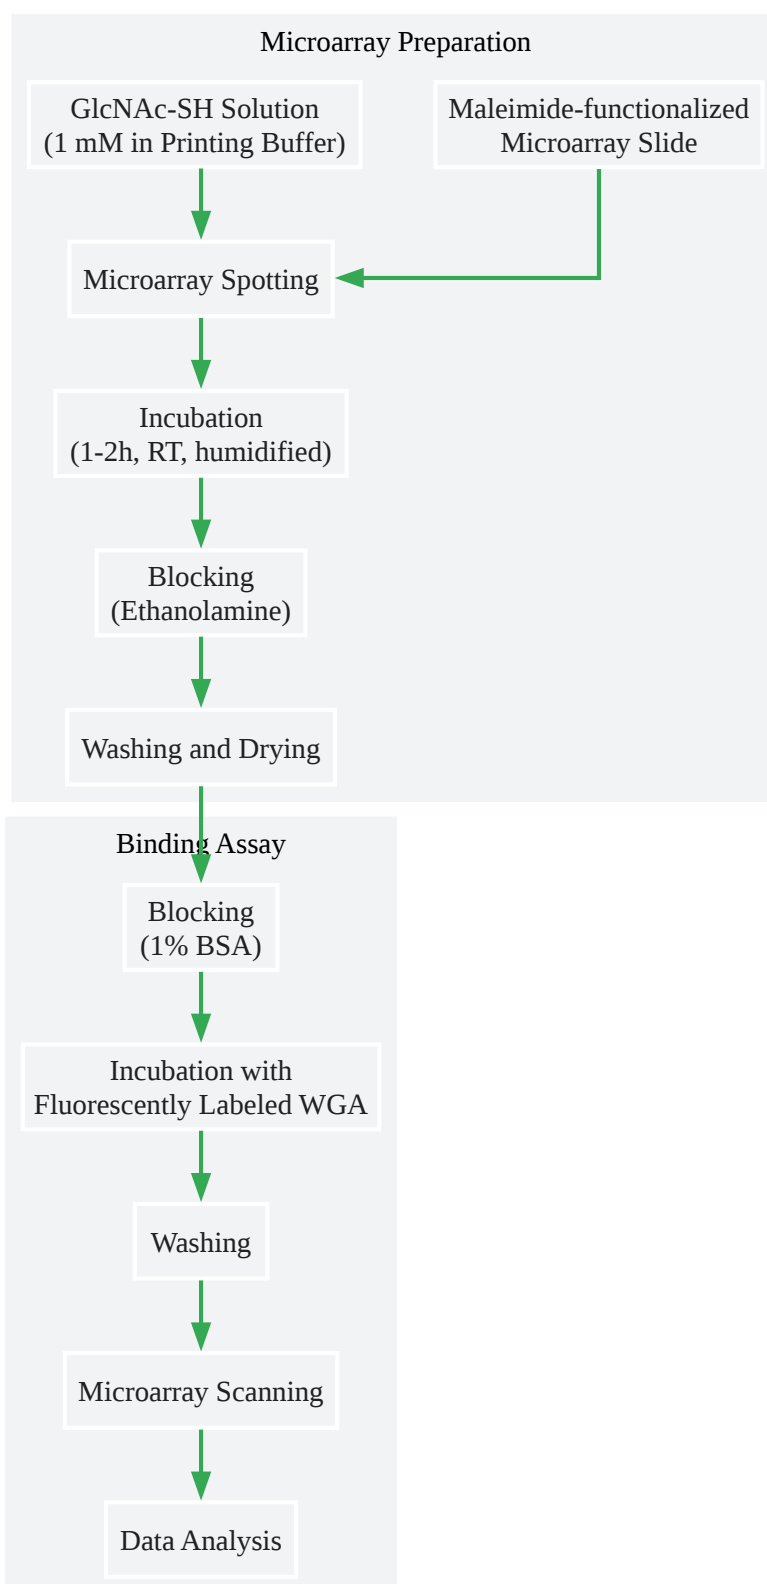 Microarray Preparation
GlcNAc-SH Solution
(1 mM in Printing Buffer)
Maleimide-functionalized
Microarray Slide
Microarray Spotting
Incubation
(1-2h, RT, humidified)
Blocking
(Ethanolamine)
Washing and Drying
Binding Assay
Blocking
(1% BSA)
Incubation with
Fluorescently Labeled WGA
Washing
Microarray Scanning
Data Analysis